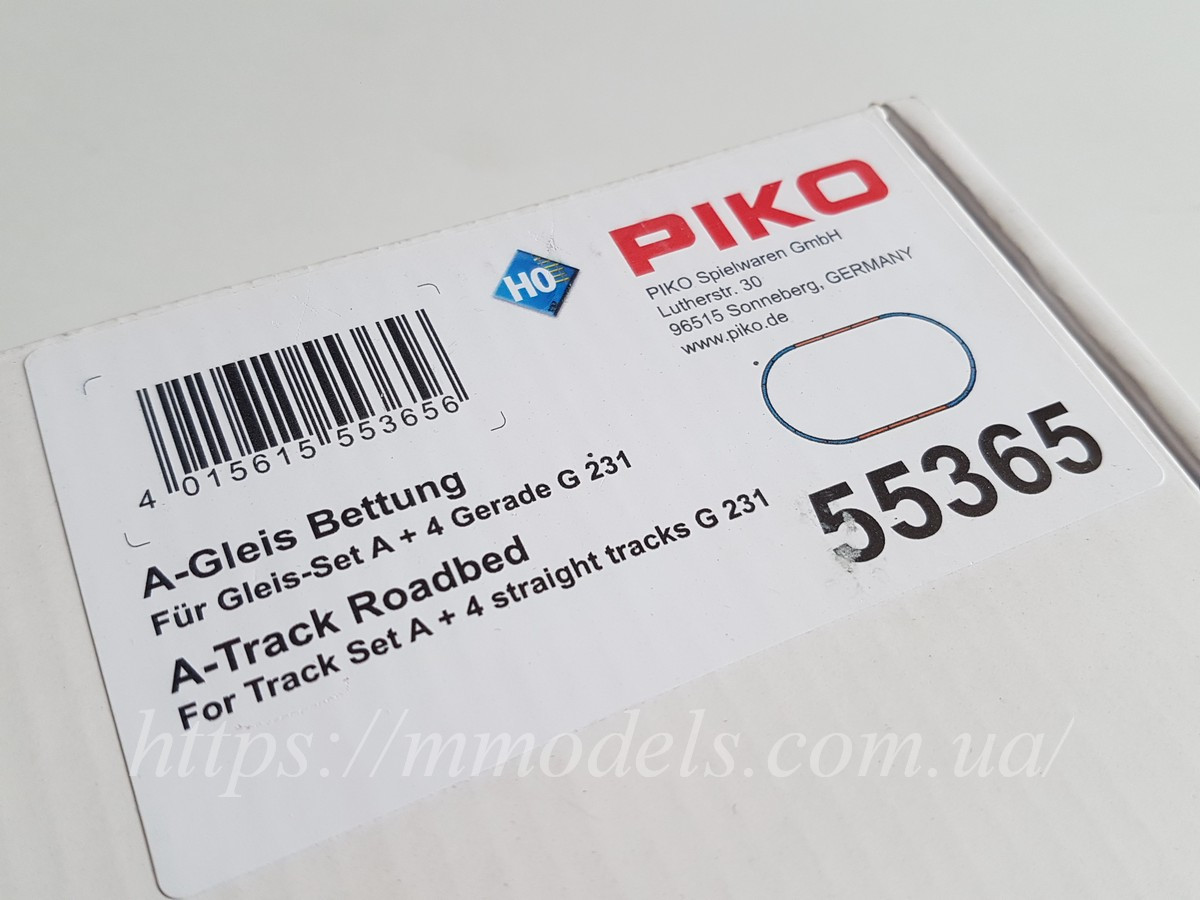 PIKO
PIKO Spielwaren GmbH
Lutherstr. 30
96515 Sonneberg, GERMANY
www.piko.de
H0
4 015615 553656
A-Gleis Bettung
Für Gleis-Set A + 4 Gerade G 231
A-Track Roadbed
For Track Set A + 4 straight tracks G 231
55365
https://mmodels.com.ua/